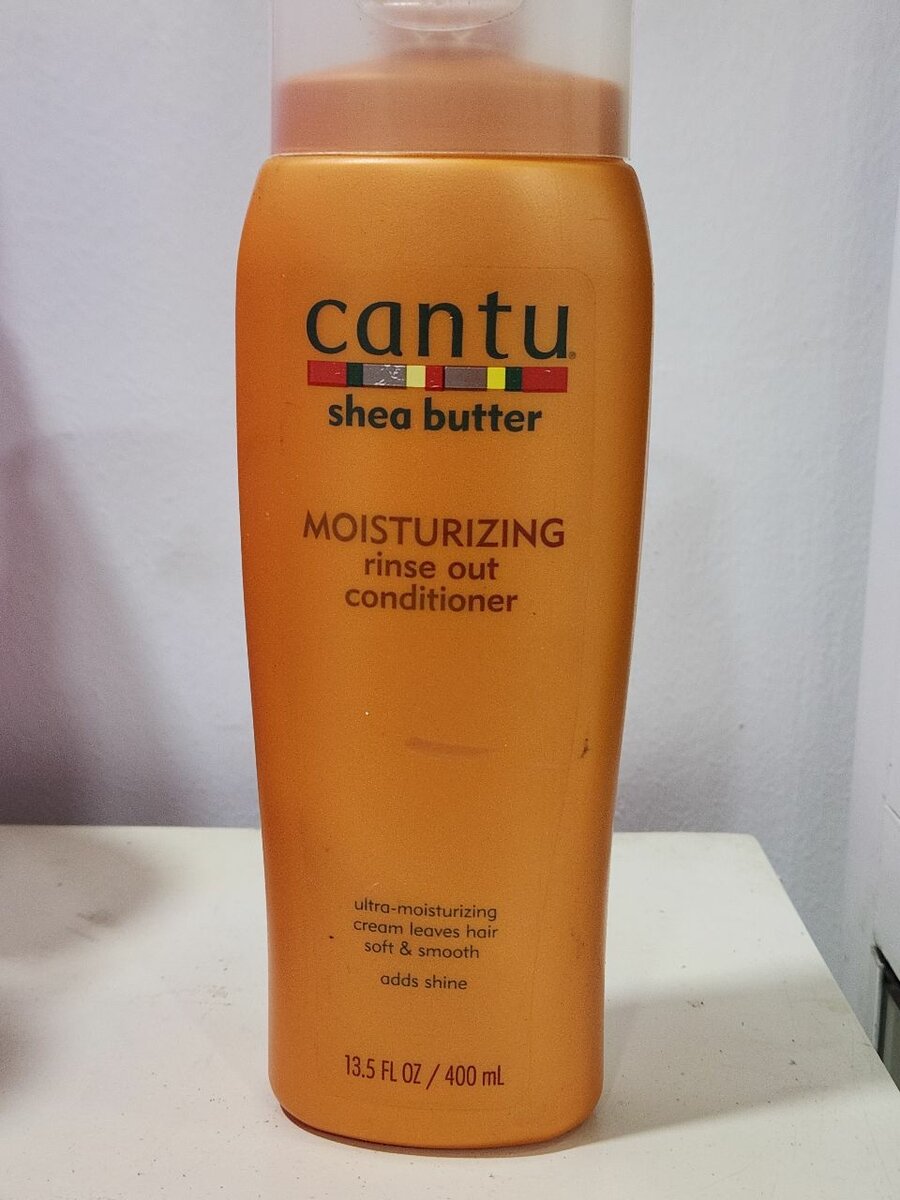 cantu®
shea butter
MOISTURIZING
rinse out
conditioner
ultra-moisturizing
cream leaves hair
soft & smooth
adds shine
13.5 FL OZ / 400 mL